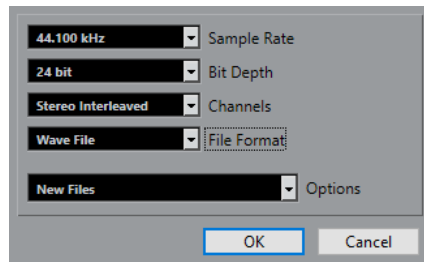 44.100 kHz Sample Rate
24 bit Bit Depth
Stereo Interleaved Channels
Wave File File Format
New Files Options
OK Cancel